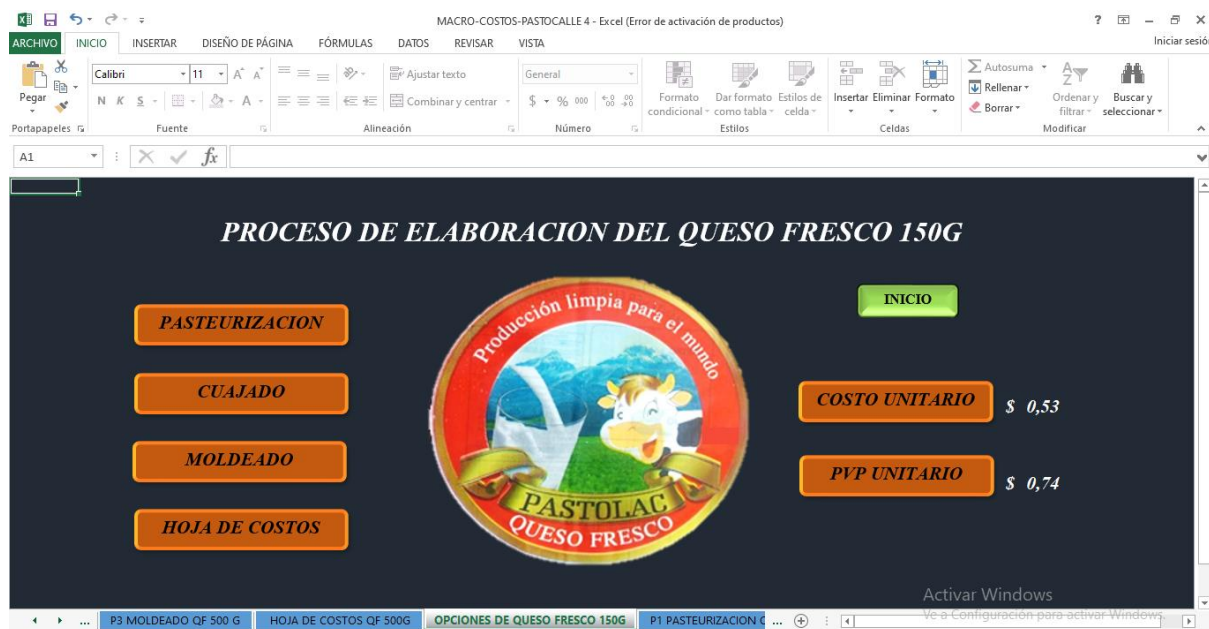 MACRO-COSTOS-PASTOCALLE 4 - Excel (Error de activación de productos)
ARCHIVO INICIO INSERTAR DISEÑO DE PÁGINA FÓRMULAS DATOS REVISAR VISTA Iniciar sesió
Calibri 11 Ajustar texto General Autosuma
Pegar N K S Combinar y centrar $ % 000 Formato condicional Dar formato como tabla Estilos de celda Insertar Eliminar Formato Rellenar Borrar Ordenar y filtrar Buscar y seleccionar
Portapapeles Fuente Alineación Número Estilos Celdas Modificar
A1 fx
PROCESO DE ELABORACION DEL QUESO FRESCO 150G
INICIO
PASTEURIZACION
CUAJADO
MOLDEADO
HOJA DE COSTOS
Producción limpia para el mundo
PASTOLAC
QUESO FRESCO
COSTO UNITARIO $ 0,53
PVP UNITARIO $ 0,74
Activar Windows
Ve a Configuración para activar Windows.
... P3 MOLDEADO QF 500 G HOJA DE COSTOS QF 500G OPCIONES DE QUESO FRESCO 150G P1 PASTEURIZACION ...